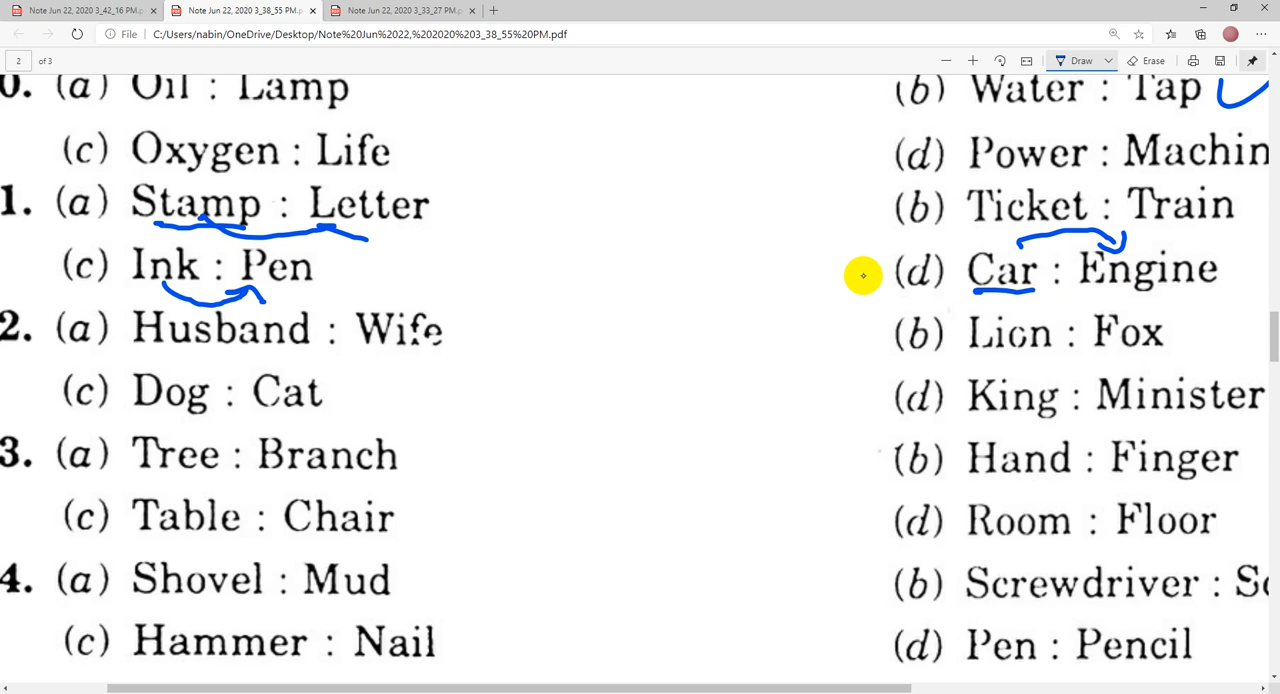 Note Jun 22, 2020 3_42_16 PM.p
Note Jun 22, 2020 3_38_55 PM.p
Note Jun 22, 2020 3_33_27 PM.p
File C:/Users/nabin/OneDrive/Desktop/Note%20Jun%2022,%202020%203_38_55%20PM.pdf
2 of 3 Draw Erase
0. (a) Oil : Lamp (b) Water : Tap
(c) Oxygen : Life (d) Power : Machin
1. (a) Stamp : Letter (b) Ticket : Train
(c) Ink : Pen (d) Car : Engine
2. (a) Husband : Wife (b) Lion : Fox
(c) Dog : Cat (d) King : Minister
3. (a) Tree : Branch (b) Hand : Finger
(c) Table : Chair (d) Room : Floor
4. (a) Shovel : Mud (b) Screwdriver : Sc
(c) Hammer : Nail (d) Pen : Pencil